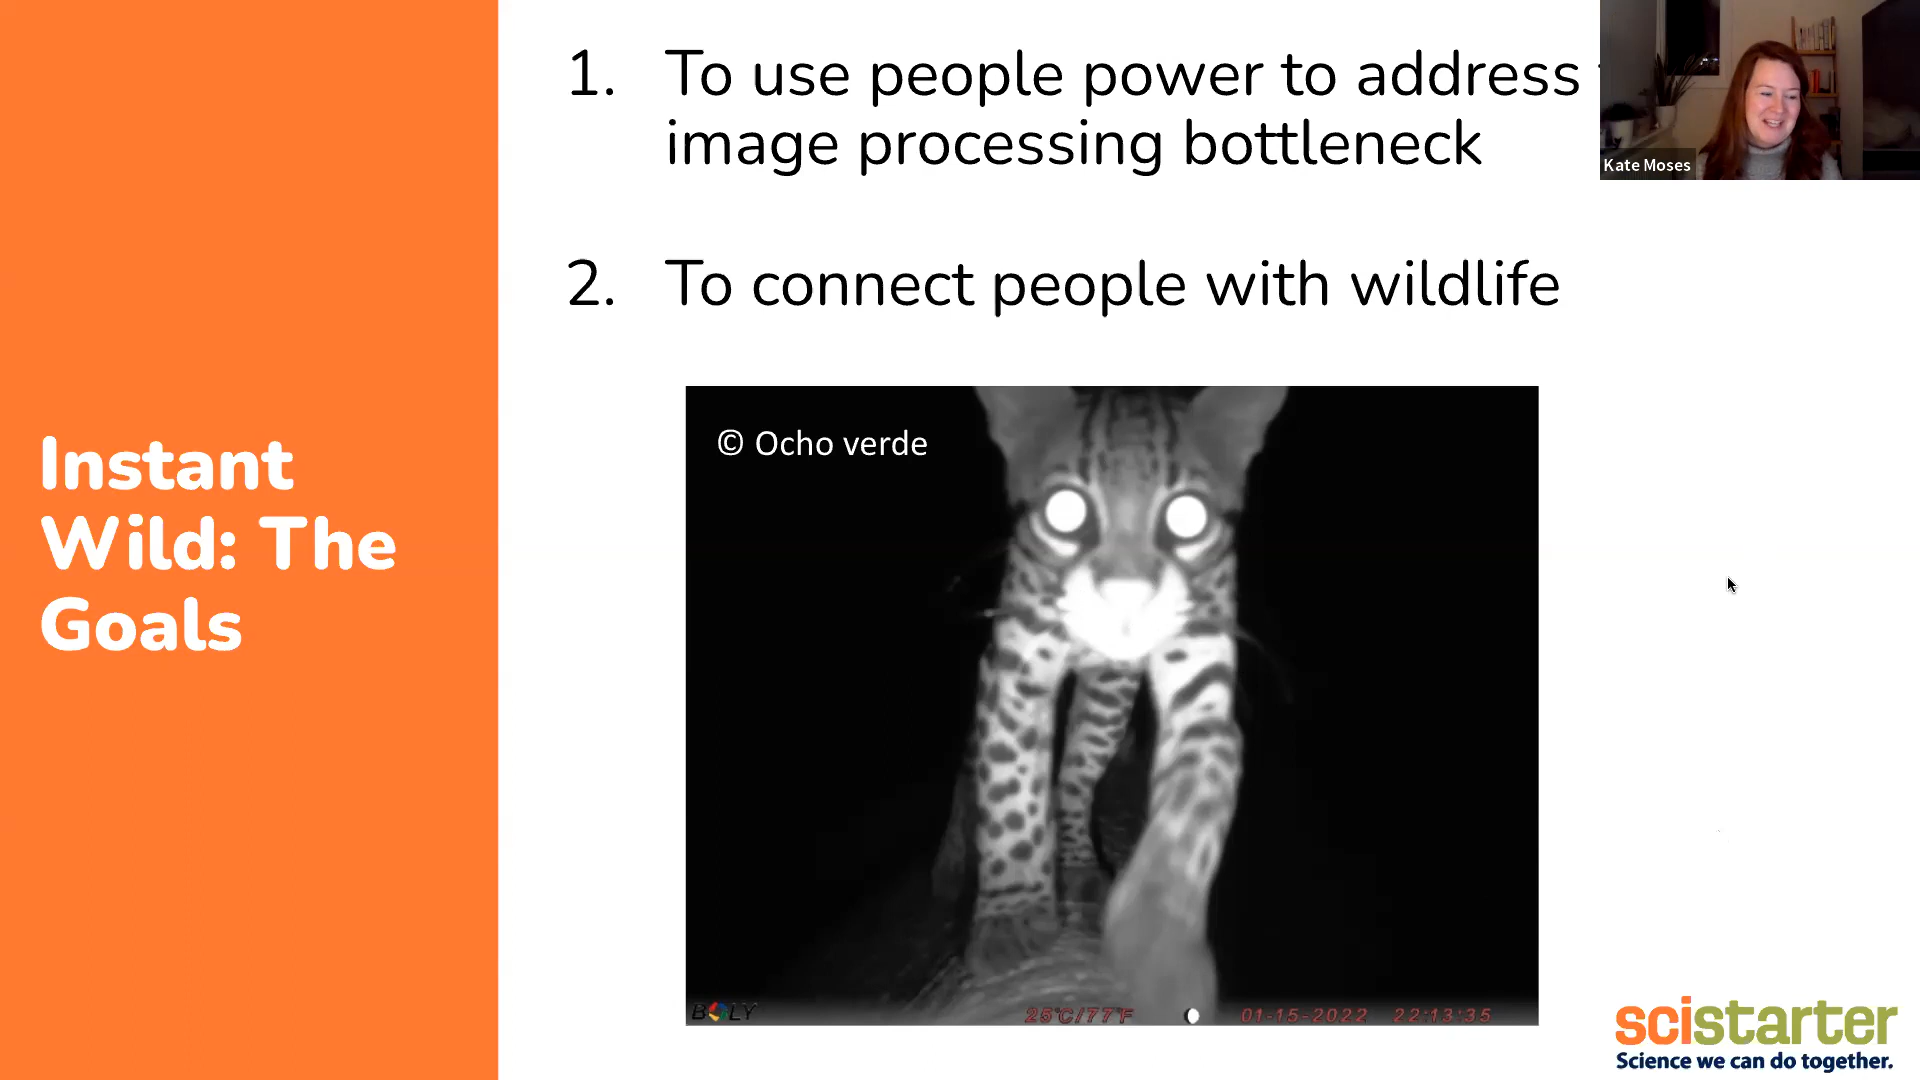 1. To use people power to address
image processing bottleneck
Kate Moses
2. To connect people with wildlife
Instant
Wild: The
Goals
© Ocho verde
BOLY
25°C/77°F
01-15-2022 22:13:35
scistarter
Science we can do together.